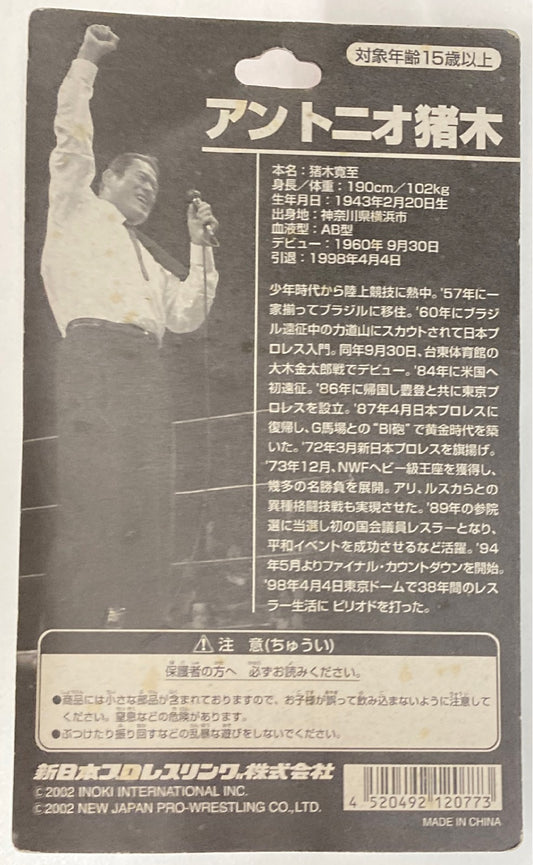 対象年齢15歳以上
アントニオ猪木
本名：猪木寛至
身長／体重：190cm／102kg
生年月日：1943年2月20日生
出身地：神奈川県横浜市
血液型：AB型
デビュー：1960年 9月30日
引退：1998年4月4日
少年時代から陸上競技に熱中。'57年に一
家揃ってブラジルに移住。'60年にブラジ
ル遠征中の力道山にスカウトされて日本プ
ロレス入門。同年9月30日、台東体育館の
大木金太郎戦でデビュー。'84年に米国へ
初遠征。'86年に帰国し豊登と共に東京プ
ロレスを設立。'87年4月日本プロレスに
復帰し、G馬場との"BI砲"で黄金時代を築
いた。'72年3月新日本プロレスを旗揚げ。
'73年12月、NWFヘビー級王座を獲得し、
幾多の名勝負を展開。アリ、ルスカらとの
異種格闘技戦も実現させた。'89年の参院
選に当選し初の国会議員レスラーとなり、
平和イベントを成功させるなど活躍。'94
年5月よりファイナル・カウントダウンを開始。
'98年4月4日東京ドームで38年間のレス
ラー生活に ピリオドを打った。
注 意(ちゅうい)
保護者の方へ 必ずお読みください。
●商品には小さな部品が含まれておりますので、お子様が誤って飲み込まないように注意して
ください。窒息などの危険があります。
●ぶつけたり振り回すなどの乱暴な遊びをしないでください。
新日本プロレスリング株式会社
©2002 INOKI INTERNATIONAL INC.
©2002 NEW JAPAN PRO-WRESTLING CO.,LTD.
4 520492 120773
MADE IN CHINA